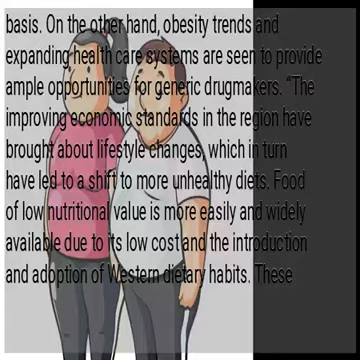 basis. On the other hand, obesity trends and
expanding health care systems are seen to provide
ample opportunities for generic drugmakers. “The
improving economic standards in the region have
brought about lifestyle changes, which in turn
have led to a shift to more unhealthy diets. Food
of low nutritional value is more easily and widely
available due to its low cost and the introduction
and adoption of Western dietary habits. These